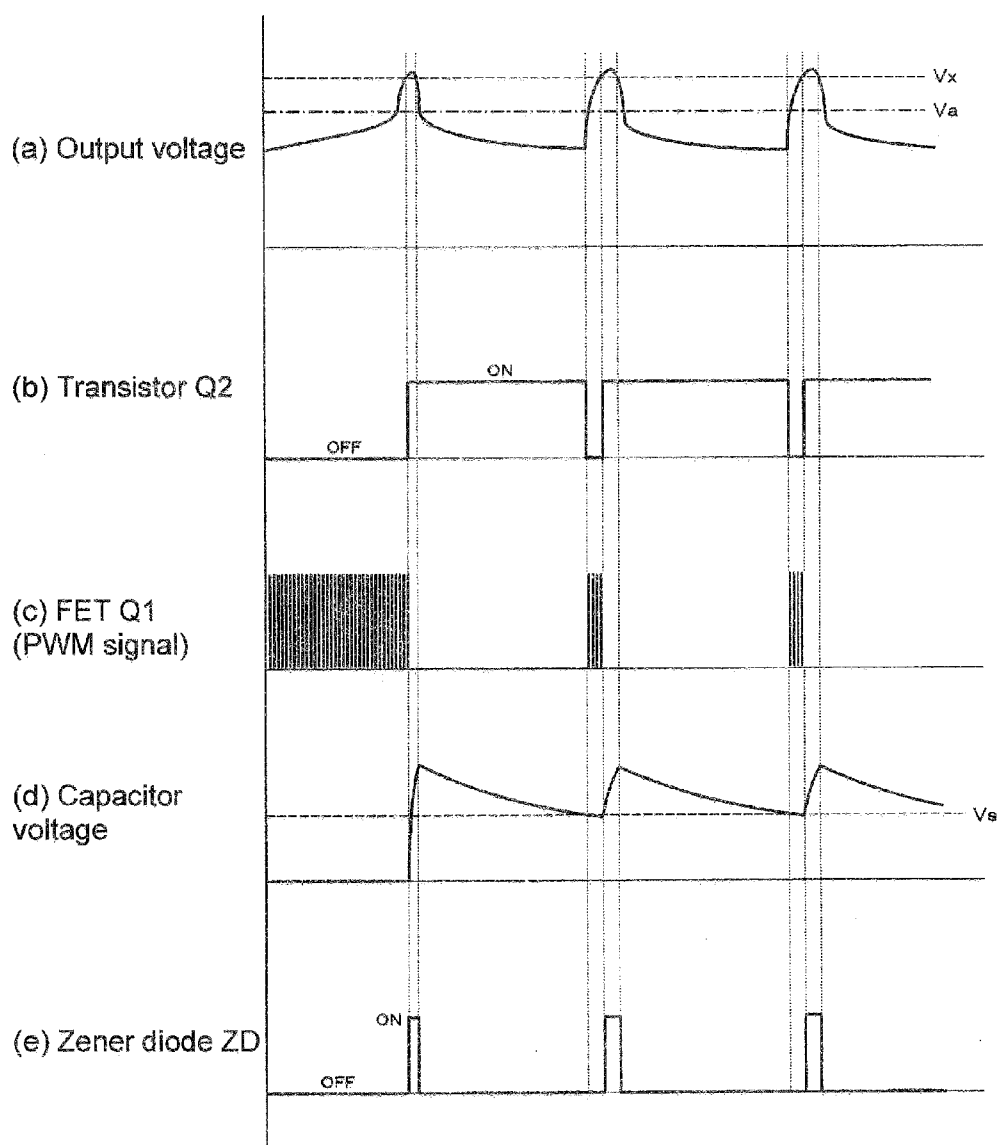 Vx
Va
(a) Output voltage
ON
(b) Transistor Q2
OFF
(c) FET Q1
(PWM signal)
(d) Capacitor
voltage
Vs
ON
(e) Zener diode ZD
OFF